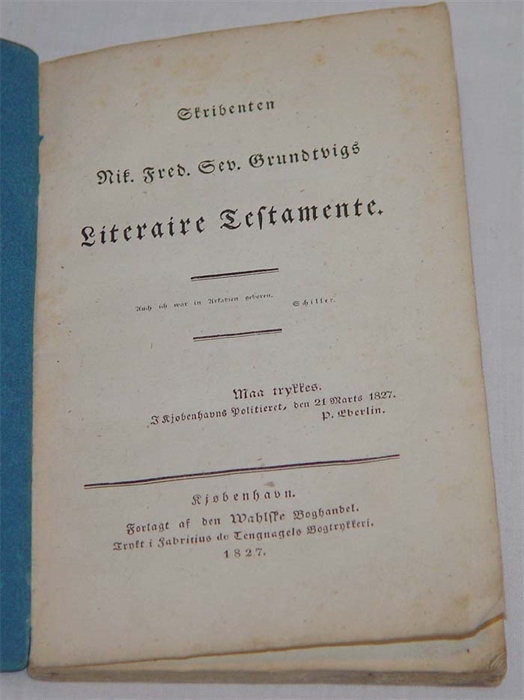 Skribenten
Nik. Fred. Sev. Grundtvigs
Literaire Testamente.
Auch ich war in Arkadien geboren.
Schiller.
Maa trykkes.
I Kjøbenhavns Politieret, den 21 Marts 1827.
P. Eberlin.
Kjøbenhavn.
Forlagt af den Wahlske Boghandel.
Trykt i Fabritius de Tengnagels Bogtrykkeri.
1827.